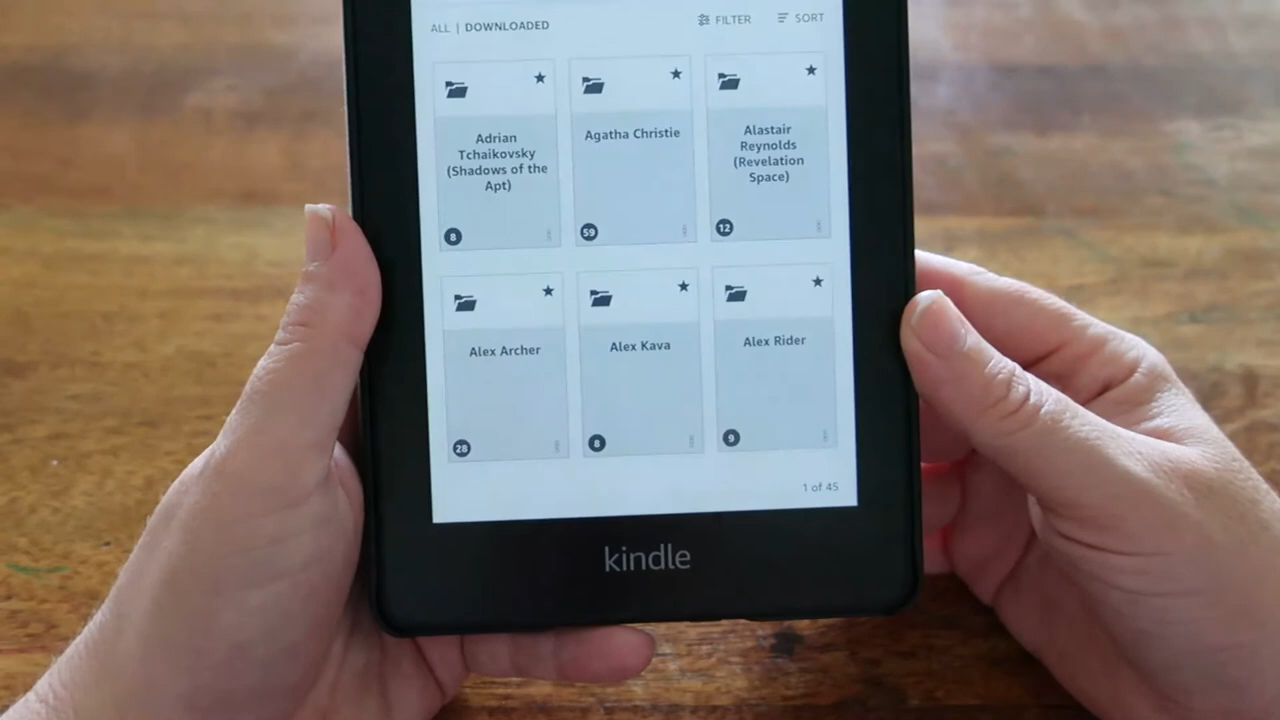 ALL | DOWNLOADED
FILTER
SORT
Adrian
Tchaikovsky
(Shadows of the
Apt)
8
Agatha Christie
59
Alastair
Reynolds
(Revelation
Space)
12
Alex Archer
28
Alex Kava
8
Alex Rider
9
1 of 45
kindle